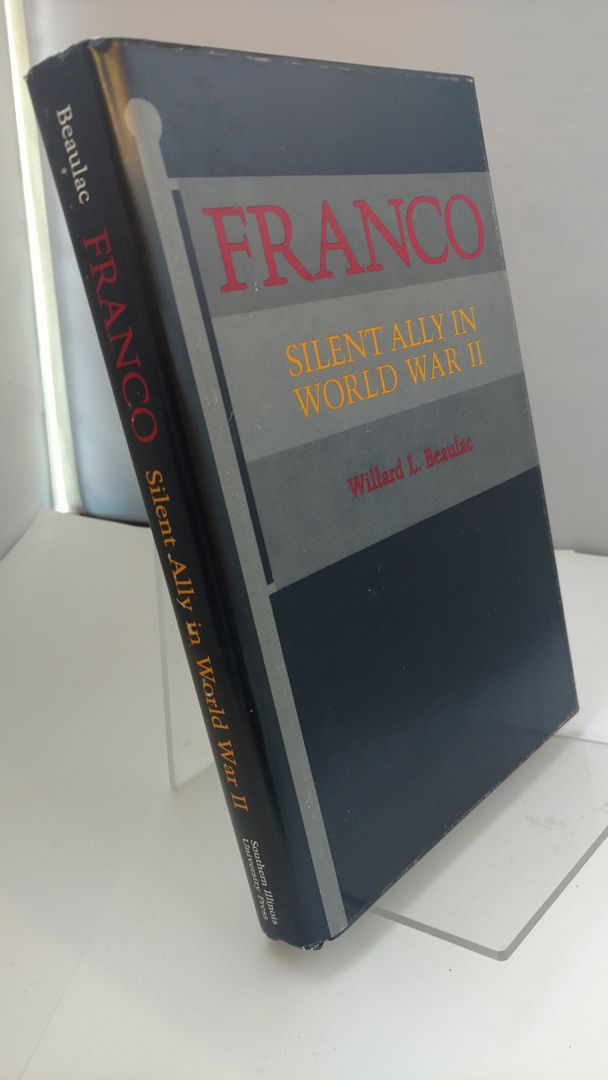 Beaulac
FRANCO
Silent Ally in World War II
Southern Illinois
University Press
FRANCO
SILENT ALLY IN
WORLD WAR II
Willard L. Beaulac